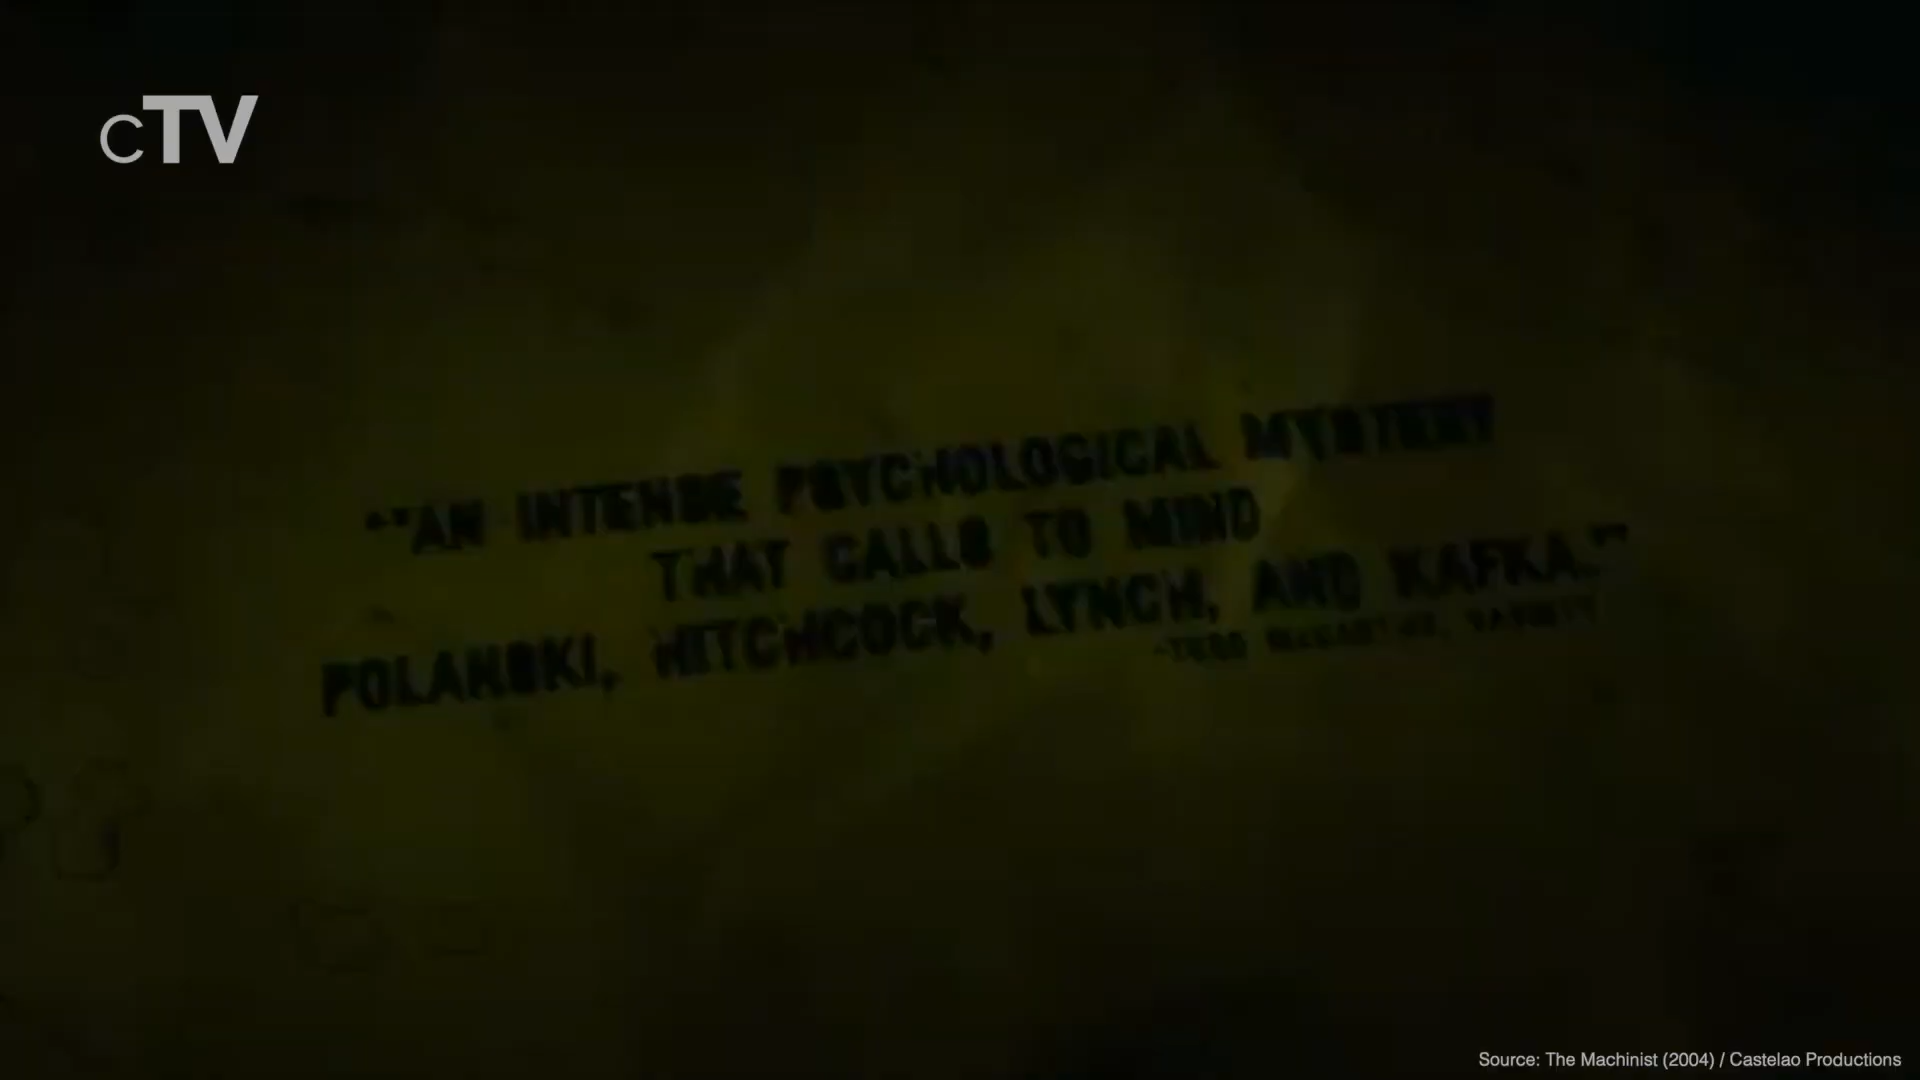 cTV
"AN INTENSE PSYCHOLOGICAL MYSTERY
THAT CALLS TO MIND
POLANSKI, HITCHCOCK, LYNCH, AND KAFKA."
Source: The Machinist (2004) / Castelao Productions